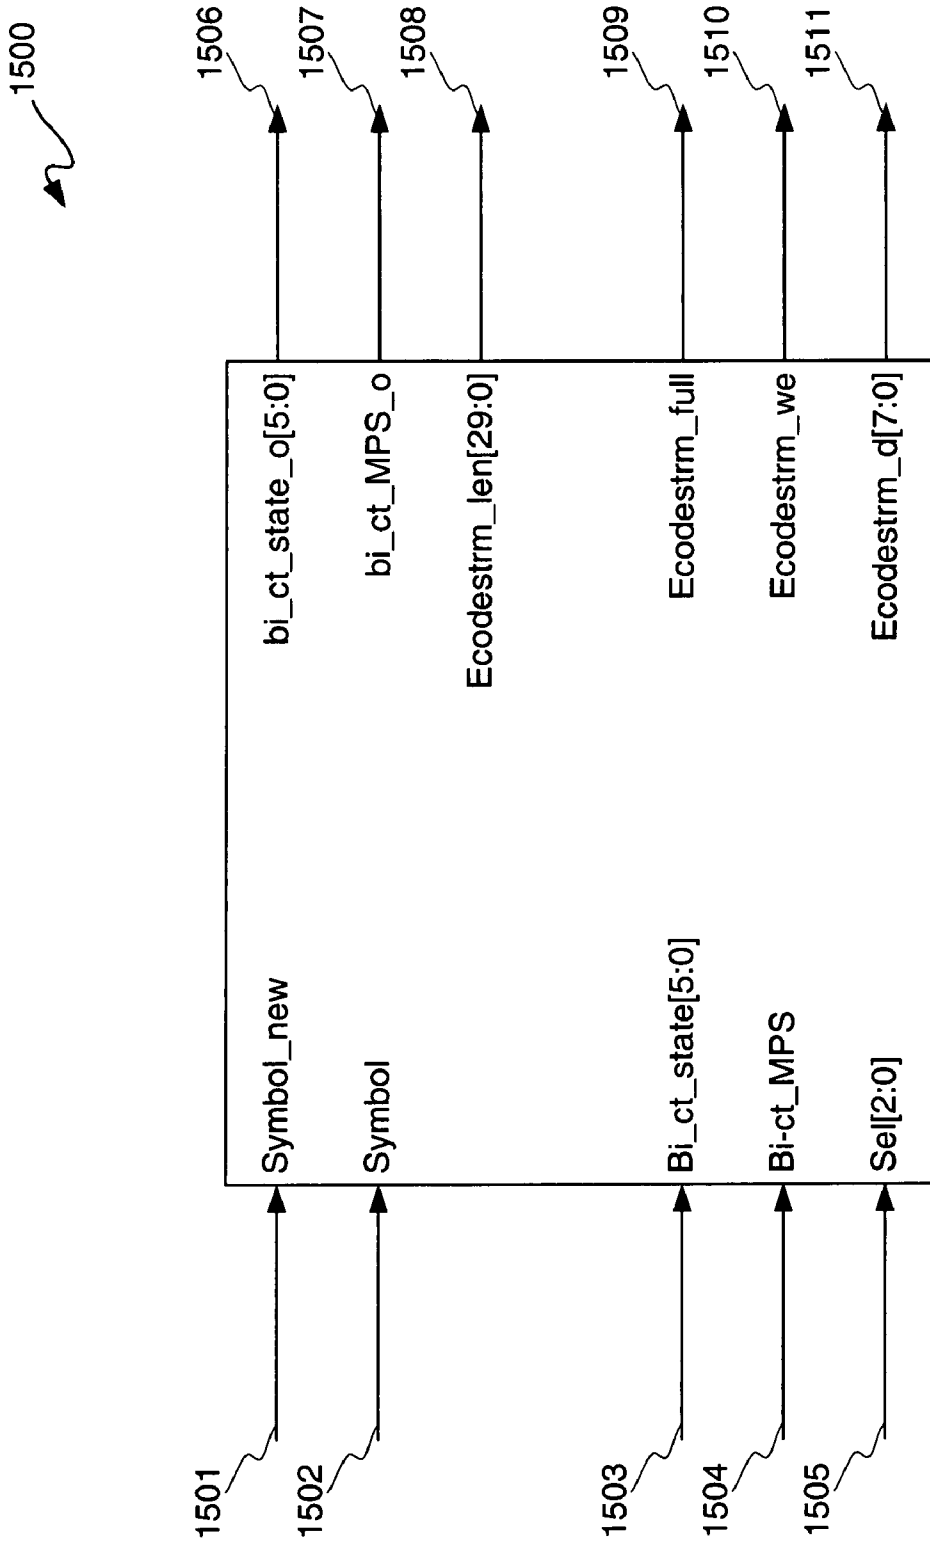 1500
1501
Symbol_new
bi_ct_state_o[5:0]
1506
1502
Symbol
bi_ct_MPS_o
1507
Ecodestrm_len[29:0]
1508
1503
Bi_ct_state[5:0]
Ecodestrm_full
1509
1504
Bi-ct_MPS
Ecodestrm_we
1510
1505
Sel[2:0]
Ecodestrm_d[7:0]
1511